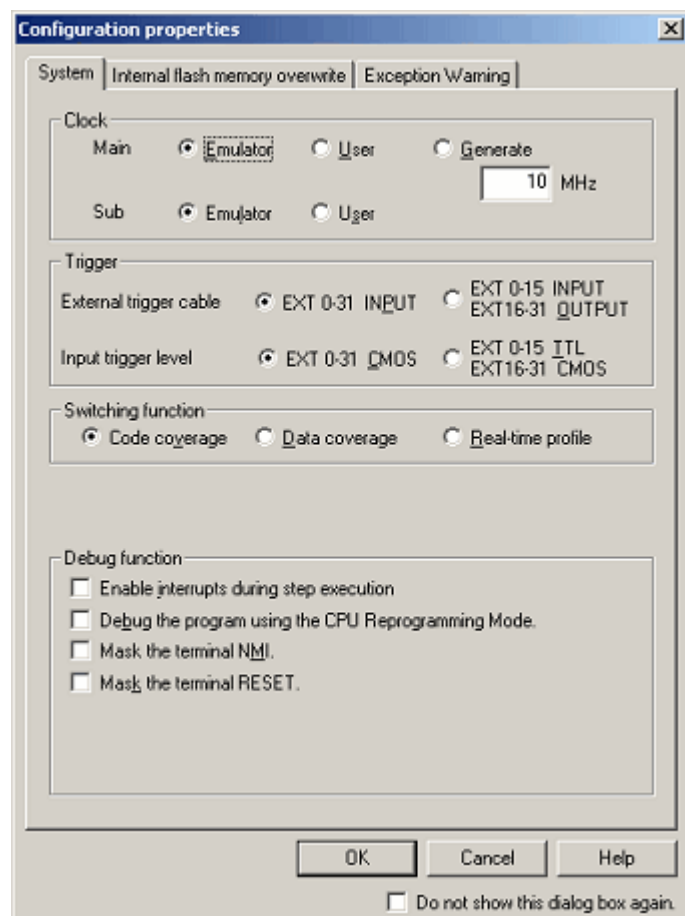 Configuration properties
System Internal flash memory overwrite Exception Warning
Clock
Main Emulator User Generate
10 MHz
Sub Emulator User
Trigger
External trigger cable EXT 0-31 INPUT EXT 0-15 INPUT
EXT16-31 OUTPUT
Input trigger level EXT 0-31 CMOS EXT 0-15 TTL
EXT16-31 CMOS
Switching function
Code coverage Data coverage Real-time profile
Debug function
Enable interrupts during step execution
Debug the program using the CPU Reprogramming Mode.
Mask the terminal NMI.
Mask the terminal RESET.
OK Cancel Help
Do not show this dialog box again.